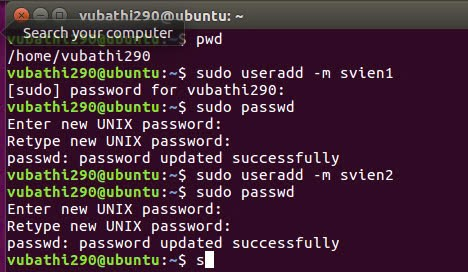 vubathi290@ubuntu: ~
Search your computer
pwd
/home/vubathi290
vubathi290@ubuntu:~$ sudo useradd -m svien1
[sudo] password for vubathi290:
vubathi290@ubuntu:~$ sudo passwd
Enter new UNIX password:
Retype new UNIX password:
passwd: password updated successfully
vubathi290@ubuntu:~$ sudo useradd -m svien2
vubathi290@ubuntu:~$ sudo passwd
Enter new UNIX password:
Retype new UNIX password:
passwd: password updated successfully
vubathi290@ubuntu:~$ s